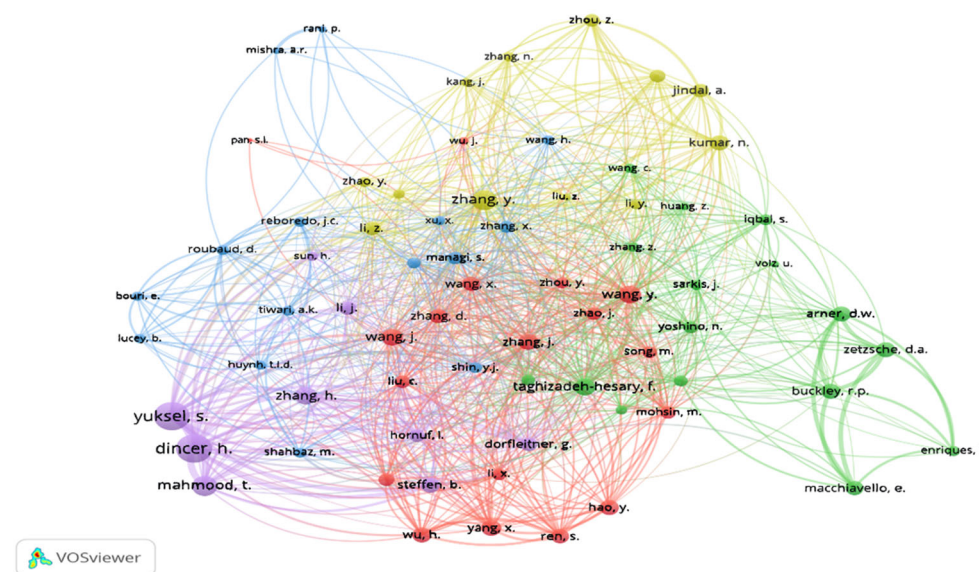 rani, p.
zhou, z.
mishra, a.r.
zhang, n.
kang, j.
jindal, a.
pan, s.l.
wu, j.
wang, h.
kumar, n.
wang, c.
zhao, y.
zhang, y.
liu, z.
li, y.
huang, z.
iqbal, s.
reboredo, j.c.
xu, x.
zhang, x.
li, z.
roubaud, d.
sun, h.
managi, s.
zhang, z.
volz, u.
wang, x.
zhou, y.
wang, y.
sarkis, j.
bouri, e.
tiwari, a.k.
li, j.
zhang, d.
zhao, j.
arner, d.w.
lucey, b.
wang, j.
zhang, j.
yoshino, n.
song, m.
zetzsche, d.a.
huynh, t.l.d.
shin, y.j.
liu, c.
taghizadeh-hesary, f.
buckley, r.p.
zhang, h.
yuksel, s.
mohsin, m.
hornuf, l.
dorfleitner, g.
dincer, h.
shahbaz, m.
enriques,
li, x.
mahmood, t.
steffen, b.
macchiavello, e.
hao, y.
wu, h.
yang, x.
ren, s.
VOSviewer